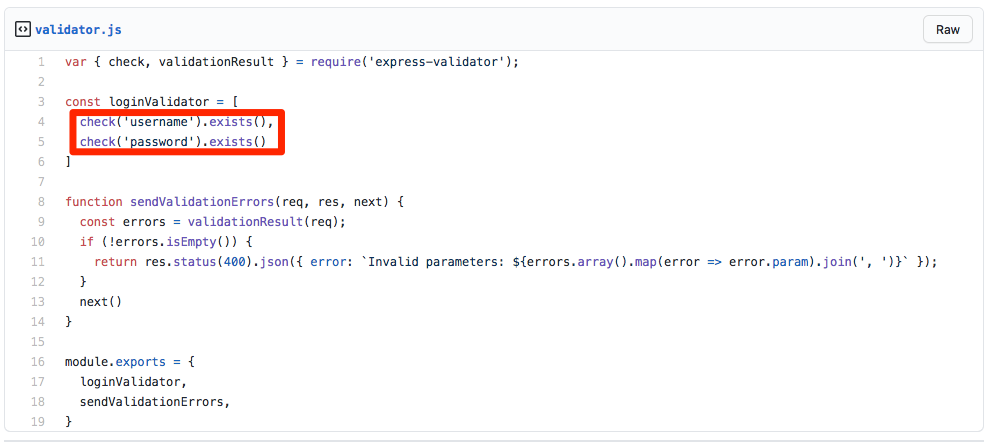 validator.js
Raw
1 var { check, validationResult } = require('express-validator');
2
3 const loginValidator = [
4 check('username').exists(),
5 check('password').exists()
6 ]
7
8 function sendValidationErrors(req, res, next) {
9 const errors = validationResult(req);
10 if (!errors.isEmpty()) {
11 return res.status(400).json({ error: `Invalid parameters: ${errors.array().map(error => error.param).join(', ')}` });
12 }
13 next()
14 }
15
16 module.exports = {
17 loginValidator,
18 sendValidationErrors,
19 }